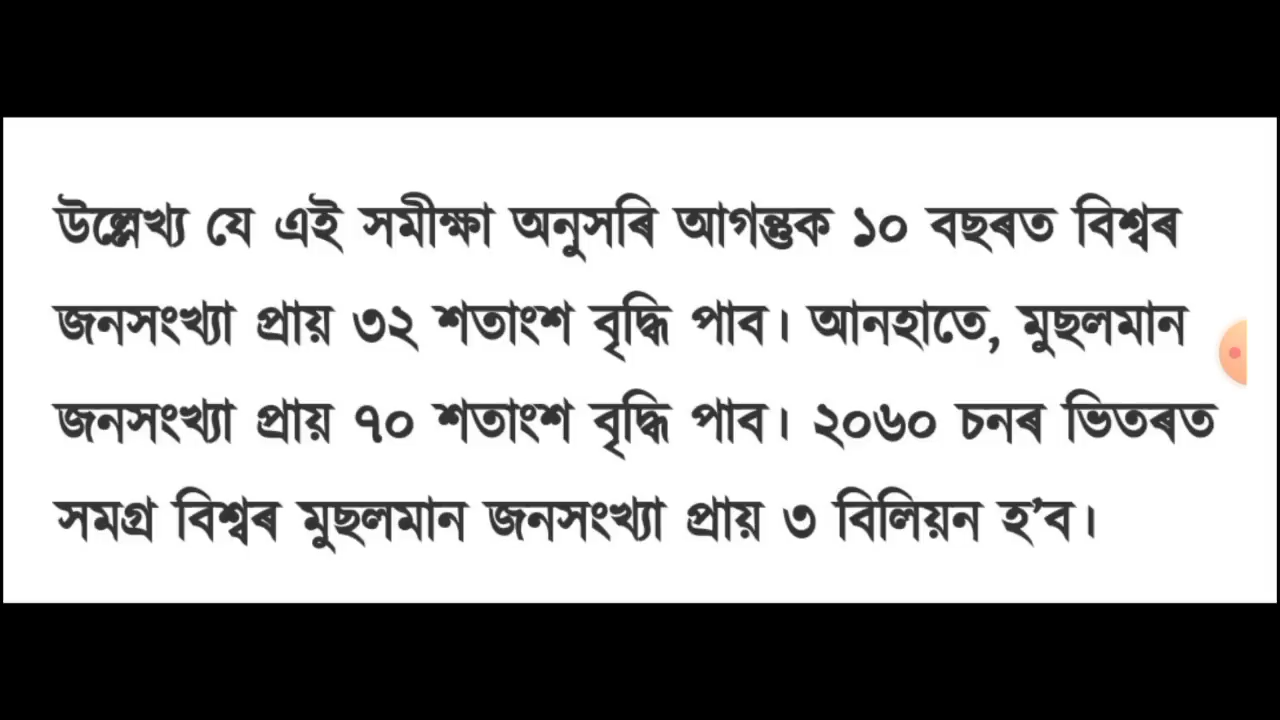 উল্লেখ্য যে এই সমীক্ষা অনুসৰি আগন্তুক ১০ বছৰত বিশ্বৰ
জনসংখ্যা প্ৰায় ৩২ শতাংশ বৃদ্ধি পাব। আনহাতে, মুছলমান
জনসংখ্যা প্ৰায় ৭০ শতাংশ বৃদ্ধি পাব। ২০৬০ চনৰ ভিতৰত
সমগ্ৰ বিশ্বৰ মুছলমান জনসংখ্যা প্ৰায় ৩ বিলিয়ন হ’ব।